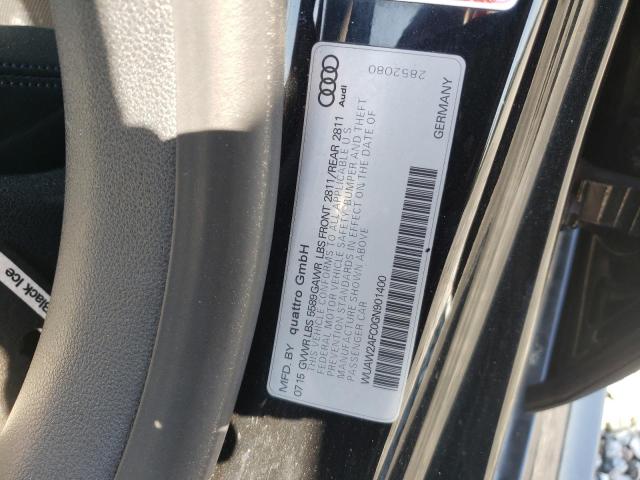 MFD. BY quattro GmbH
Audi
0715 GVWR LBS 5589 GAWR LBS FRONT 2811/REAR 2811
THIS VEHICLE CONFORMS TO ALL APPLICABLE U.S.
FEDERAL MOTOR VEHICLE SAFETY, BUMPER AND THEFT
PREVENTION STANDARDS IN EFFECT ON THE DATE OF
MANUFACTURE SHOWN ABOVE
PASSENGER CAR
WUAW2AFC0GN901400
GERMANY
2852080
Black Ice